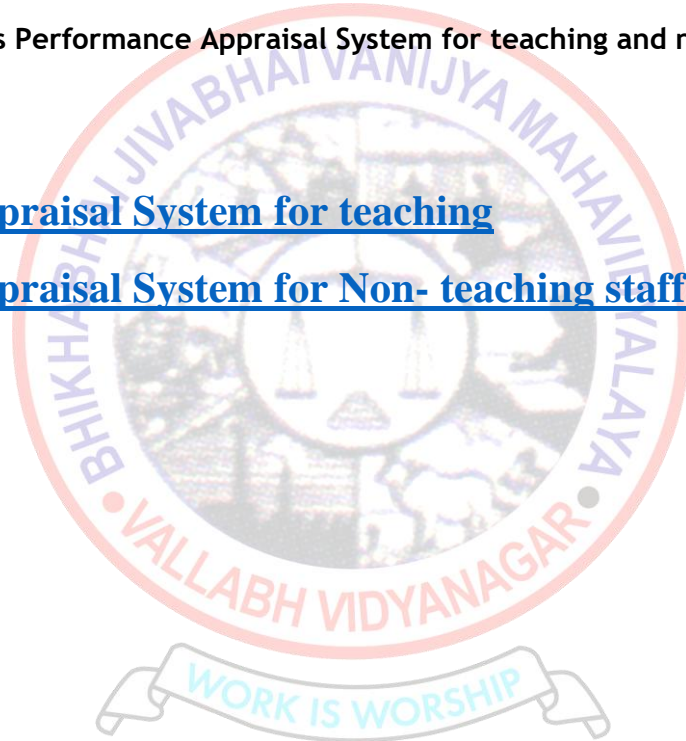 s Performance Appraisal System for teaching and n
praisal System for teaching
praisal System for Non- teaching staff
BHIKHABHAI JIVABHAI VANIJYA MAHAVIDYALAYA
• VALLABH VIDYANAGAR •
WORK IS WORSHIP